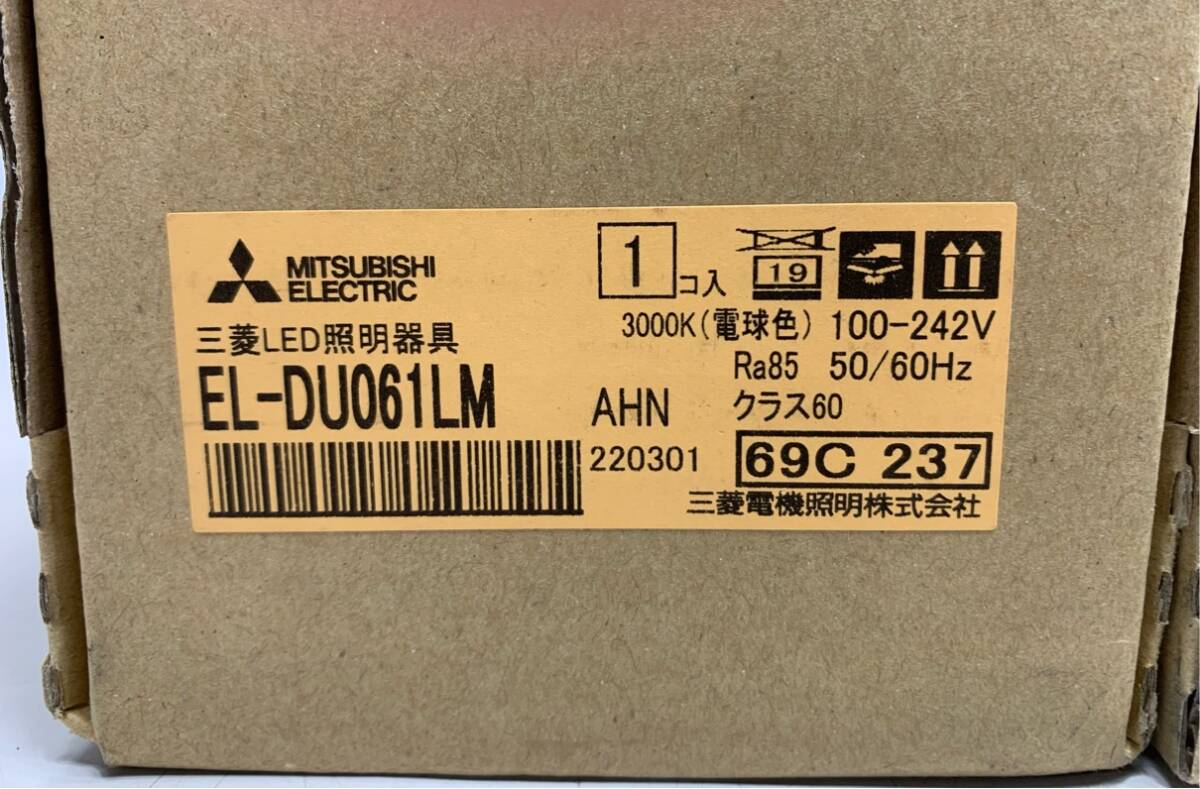 MITSUBISHI
ELECTRIC
1 コ入
19
三菱LED照明器具
3000K(電球色) 100-242V
Ra85 50/60Hz
EL-DU061LM AHN クラス60
220301 69C 237
三菱電機照明株式会社